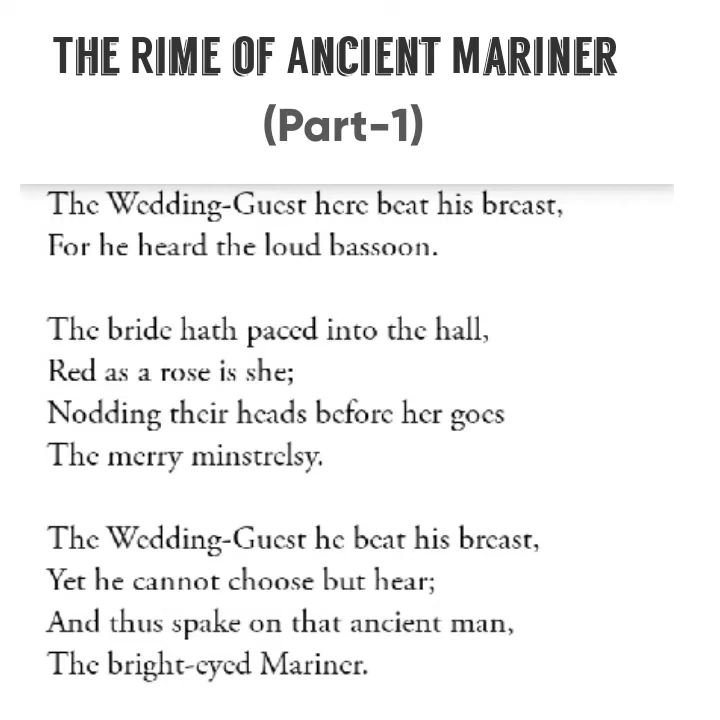 THE RIME OF ANCIENT MARINER
(Part-1)
The Wedding-Guest here beat his breast,
For he heard the loud bassoon.
The bride hath paced into the hall,
Red as a rose is she;
Nodding their heads before her goes
The merry minstrelsy.
The Wedding-Guest he beat his breast,
Yet he cannot choose but hear;
And thus spake on that ancient man,
The bright-eyed Mariner.